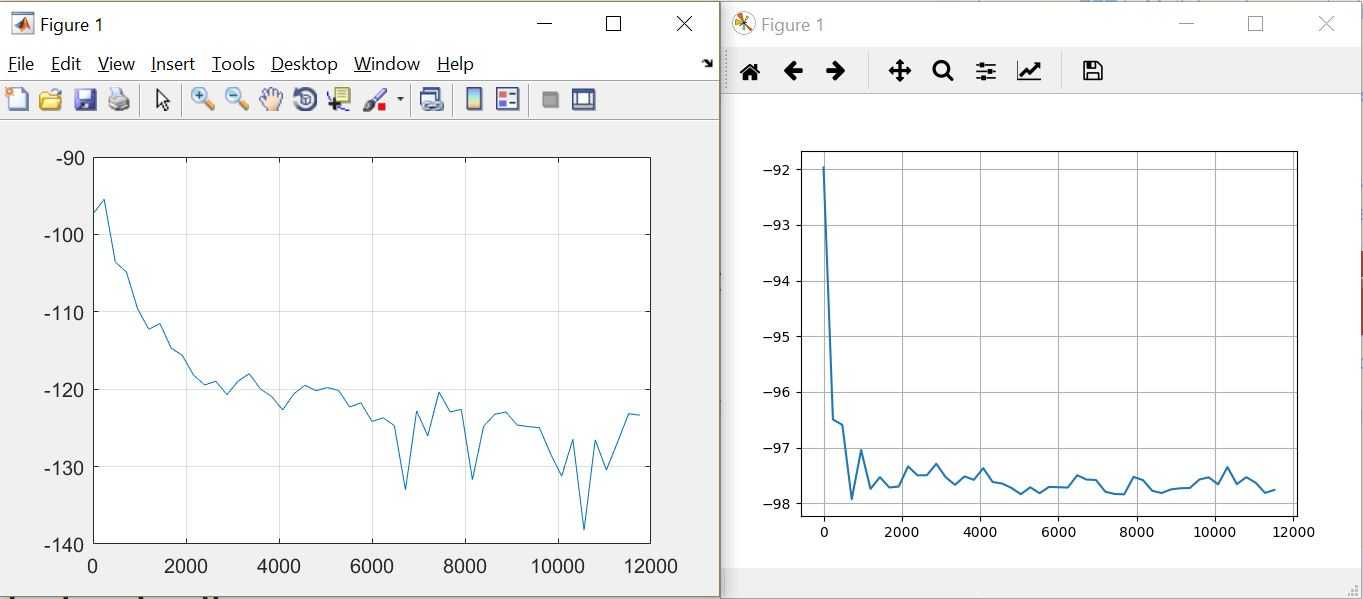 Figure 1
File Edit View Insert Tools Desktop Window Help
-90
-100
-110
-120
-130
-140
0 2000 4000 6000 8000 10000 12000
Figure 1
−92
−93
−94
−95
−96
−97
−98
0 2000 4000 6000 8000 10000 12000